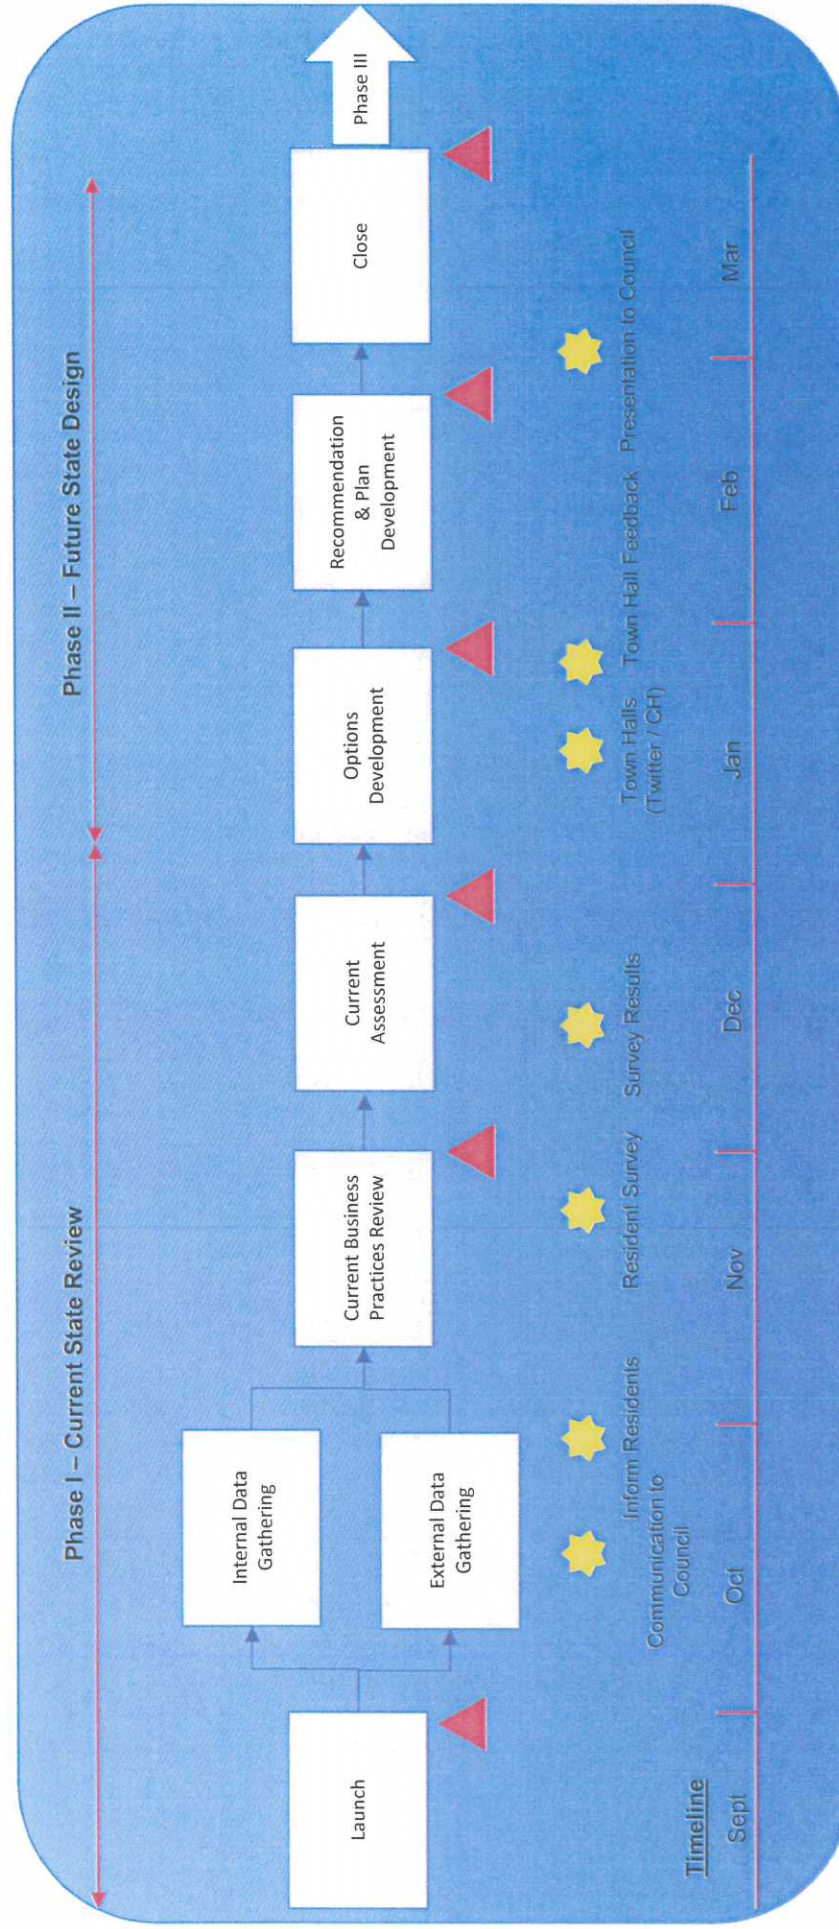 Phase I – Current State Review
Phase II – Future State Design
Launch
Internal Data
Gathering
External Data
Gathering
Current Business
Practices Review
Current
Assessment
Options
Development
Recommendation
& Plan
Development
Close
Phase III
Communication to
Council
Inform Residents
Resident Survey
Survey Results
Town Halls
(Twitter / CH)
Town Hall Feedback
Presentation to Council
Timeline
Sept
Oct
Nov
Dec
Jan
Feb
Mar